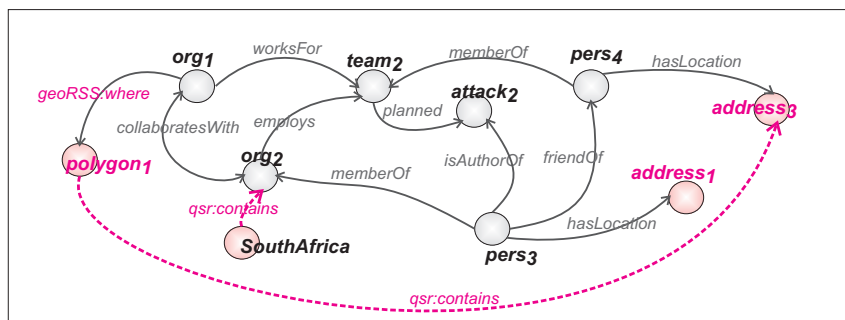 org1
worksFor
team2
memberOf
pers4
hasLocation
geoRSS:where
attack2
planned
address3
collaboratesWith
employs
polygon1
org2
memberOf
isAuthorOf
friendOf
address1
qsr:contains
hasLocation
SouthAfrica
pers3
qsr:contains